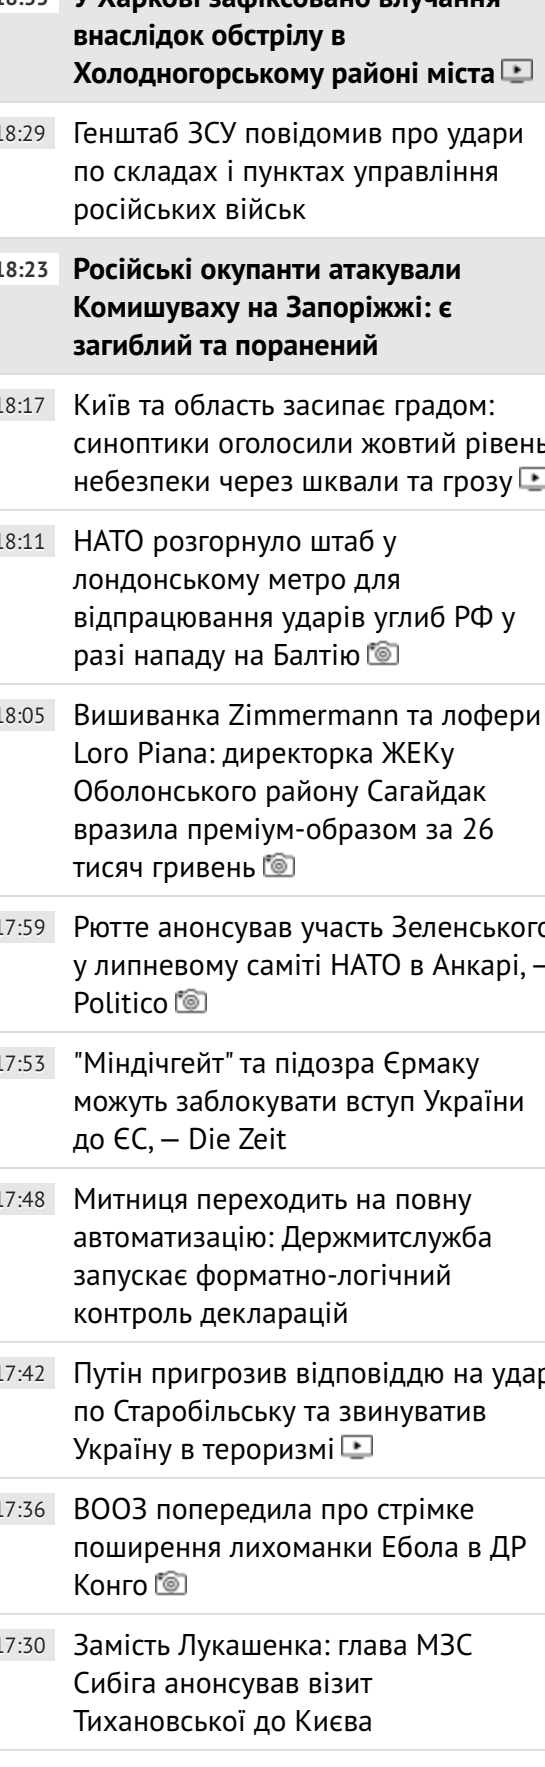 У Харкові зафіксовано влучання
внаслідок обстрілу в
Холодногорському районі міста
18:29
Генштаб ЗСУ повідомив про удари
по складах і пунктах управління
російських військ
18:23
Російські окупанти атакували
Комишуваху на Запоріжжі: є
загиблий та поранений
18:17
Київ та область засипає градом:
синоптики оголосили жовтий рівень
небезпеки через шквали та грозу
18:11
НАТО розгорнуло штаб у
лондонському метро для
відпрацювання ударів углиб РФ у
разі нападу на Балтію
18:05
Вишиванка Zimmermann та лофери
Loro Piana: директорка ЖЕКу
Оболонського району Сагайдак
вразила преміум-образом за 26
тисяч гривень
17:59
Рютте анонсував участь Зеленського
у липневому саміті НАТО в Анкарі, –
Politico
17:53
"Міндічгейт" та підозра Єрмаку
можуть заблокувати вступ України
до ЄС, – Die Zeit
17:48
Митниця переходить на повну
автоматизацію: Держмитслужба
запускає форматно-логічний
контроль декларацій
17:42
Путін пригрозив відповіддю на удар
по Старобільську та звинуватив
Україну в тероризмі
17:36
ВООЗ попередила про стрімке
поширення лихоманки Ебола в ДР
Конго
17:30
Замість Лукашенка: глава МЗС
Сибіга анонсував візит
Тихановської до Києва